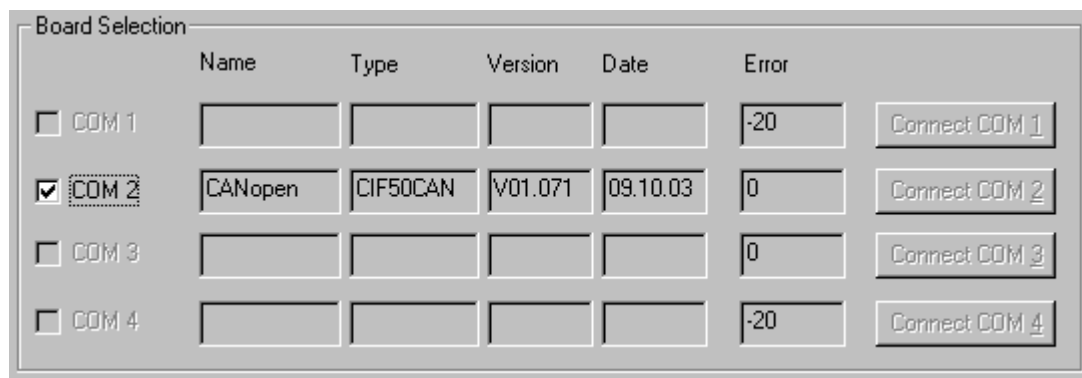 Board Selection
Name Type Version Date Error
COM 1 -20 Connect COM 1
COM 2 CANopen CIF50CAN V01.071 09.10.03 0 Connect COM 2
COM 3 0 Connect COM 3
COM 4 -20 Connect COM 4